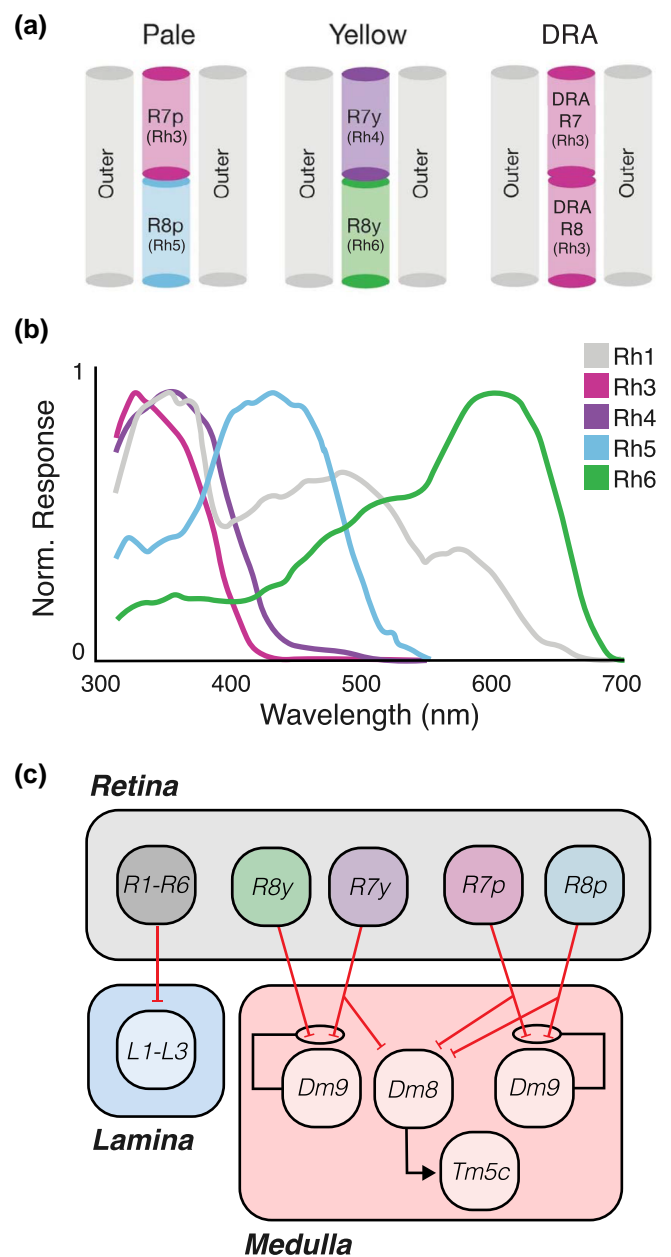 (a)
Pale
Yellow
DRA
Outer
R7p
(Rh3)
R8p
(Rh5)
Outer
Outer
R7y
(Rh4)
R8y
(Rh6)
Outer
Outer
DRA
R7
(Rh3)
DRA
R8
(Rh3)
Outer
(b)
1
0
Norm. Response
300
400
500
600
700
Wavelength (nm)
Rh1
Rh3
Rh4
Rh5
Rh6
(c)
Retina
R1-R6
R8y
R7y
R7p
R8p
L1-L3
Lamina
Dm9
Dm8
Dm9
Tm5c
Medulla